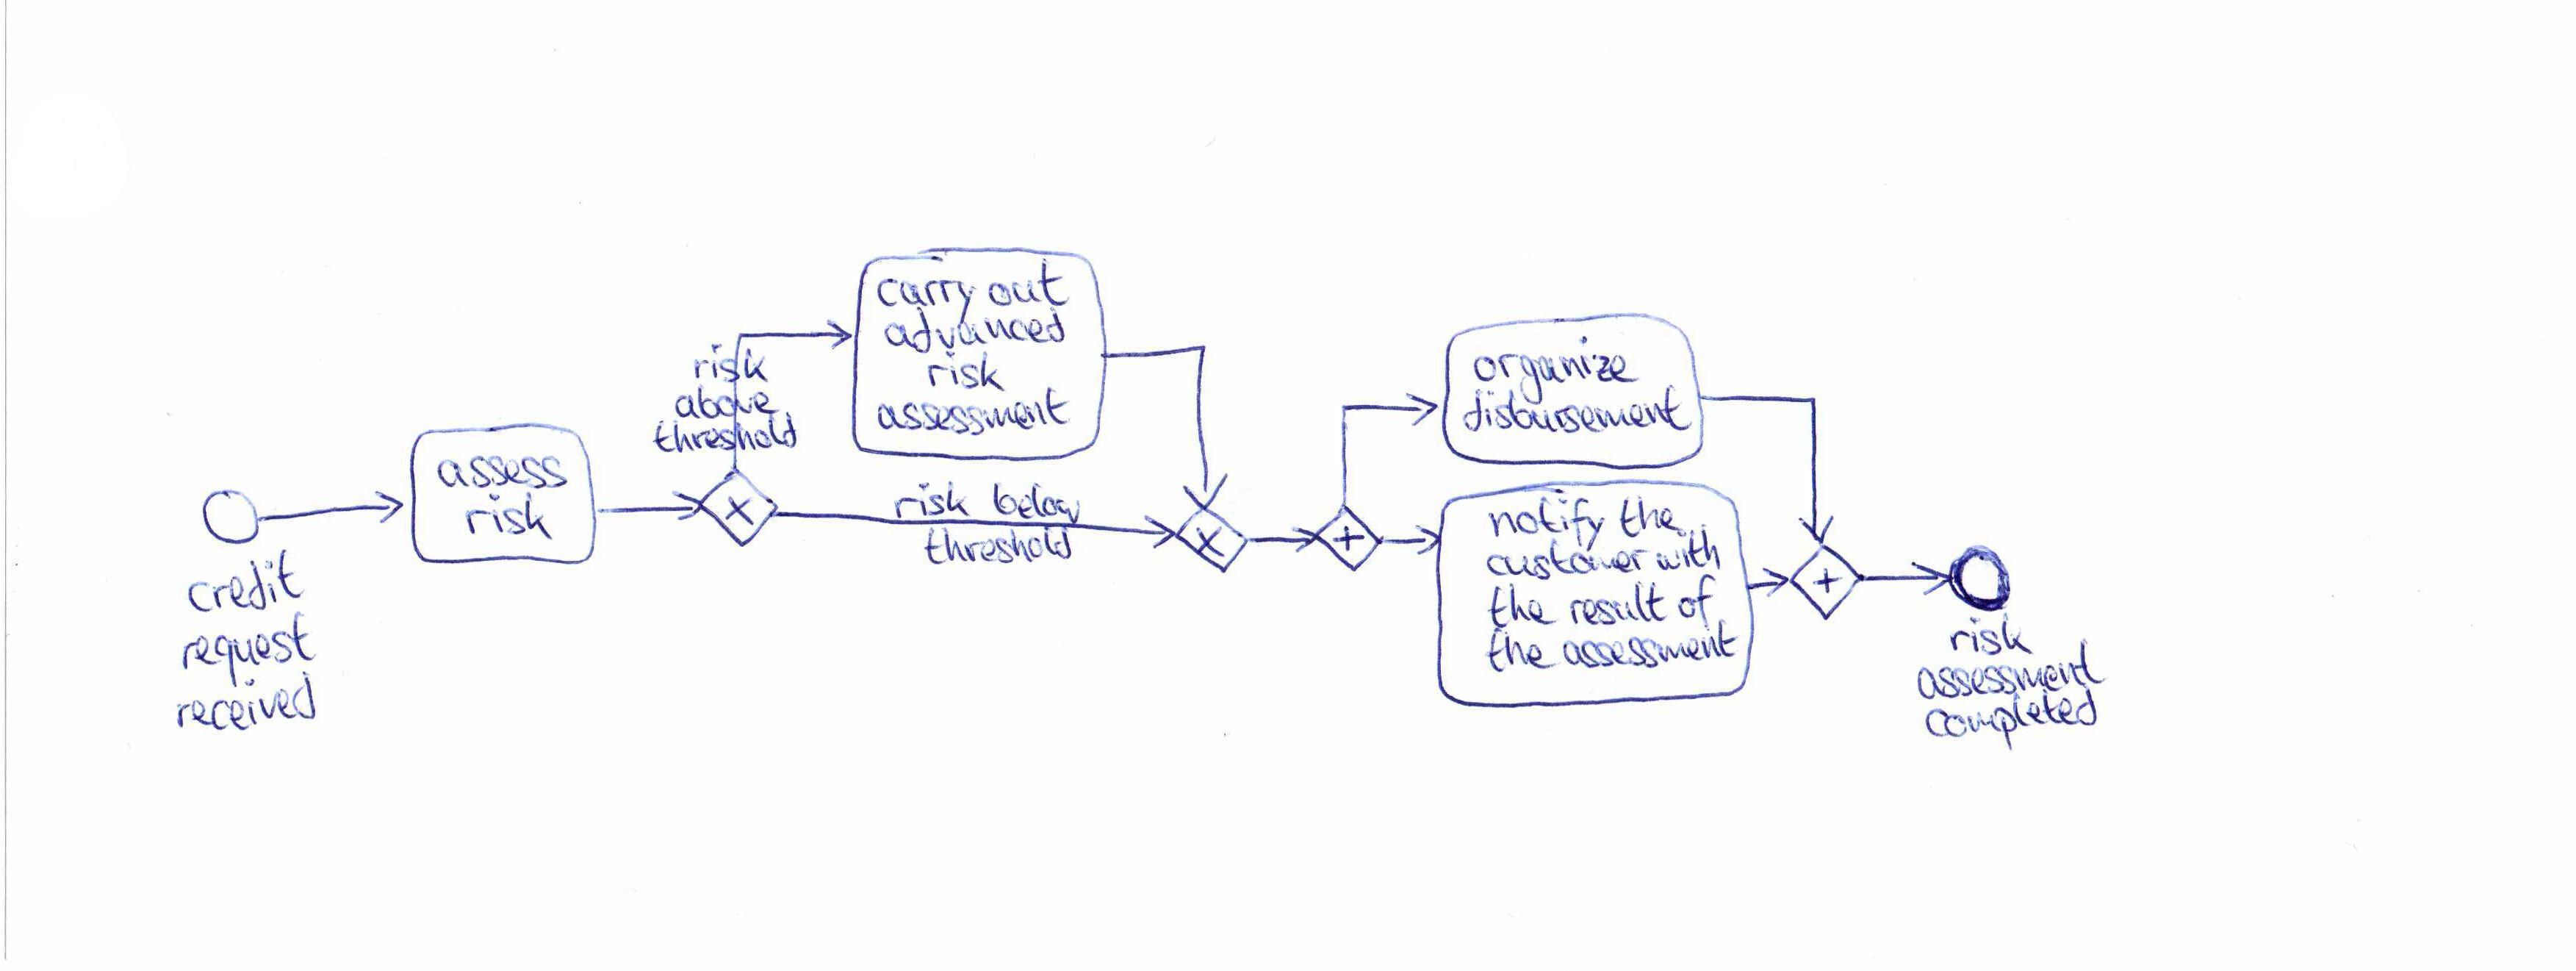 credit
request
received
assess
risk
risk
above
threshold
carry out
advanced
risk
assessment
risk below
threshold
organize
disbursement
notify the
customer with
the result of
the assessment
risk
assessment
completed